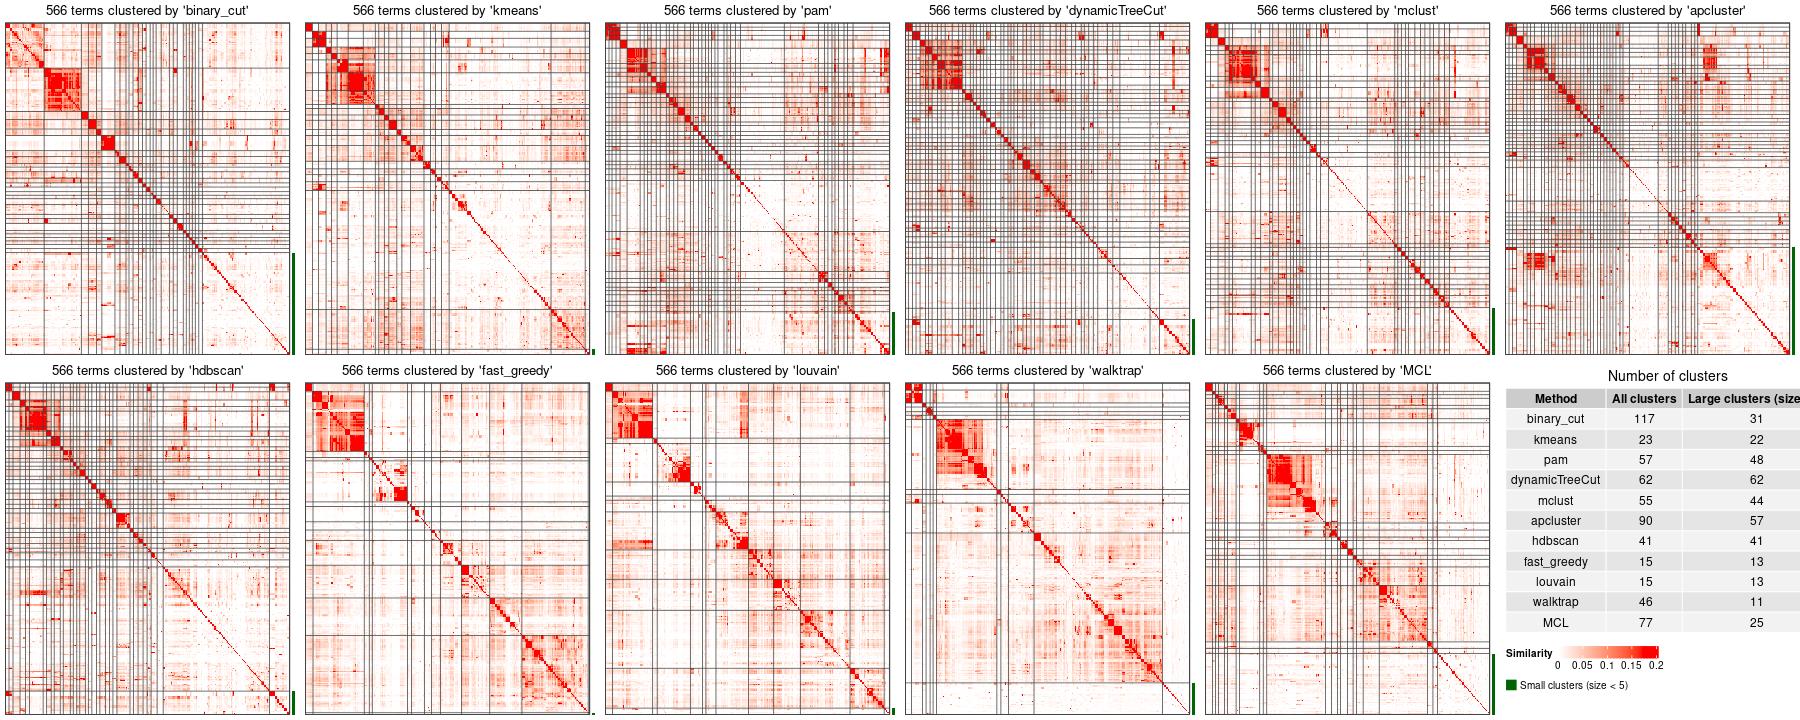 566 terms clustered by 'binary_cut'
566 terms clustered by 'kmeans'
566 terms clustered by 'pam'
566 terms clustered by 'dynamicTreeCut'
566 terms clustered by 'mclust'
566 terms clustered by 'apcluster'
566 terms clustered by 'hdbscan'
566 terms clustered by 'fast_greedy'
566 terms clustered by 'louvain'
566 terms clustered by 'walktrap'
566 terms clustered by 'MCL'
Number of clusters
Method All clusters Large clusters (size
binary_cut 117 31
kmeans 23 22
pam 57 48
dynamicTreeCut 62 62
mclust 55 44
apcluster 90 57
hdbscan 41 41
fast_greedy 15 13
louvain 15 13
walktrap 46 11
MCL 77 25
Similarity
0 0.05 0.1 0.15 0.2
Small clusters (size < 5)